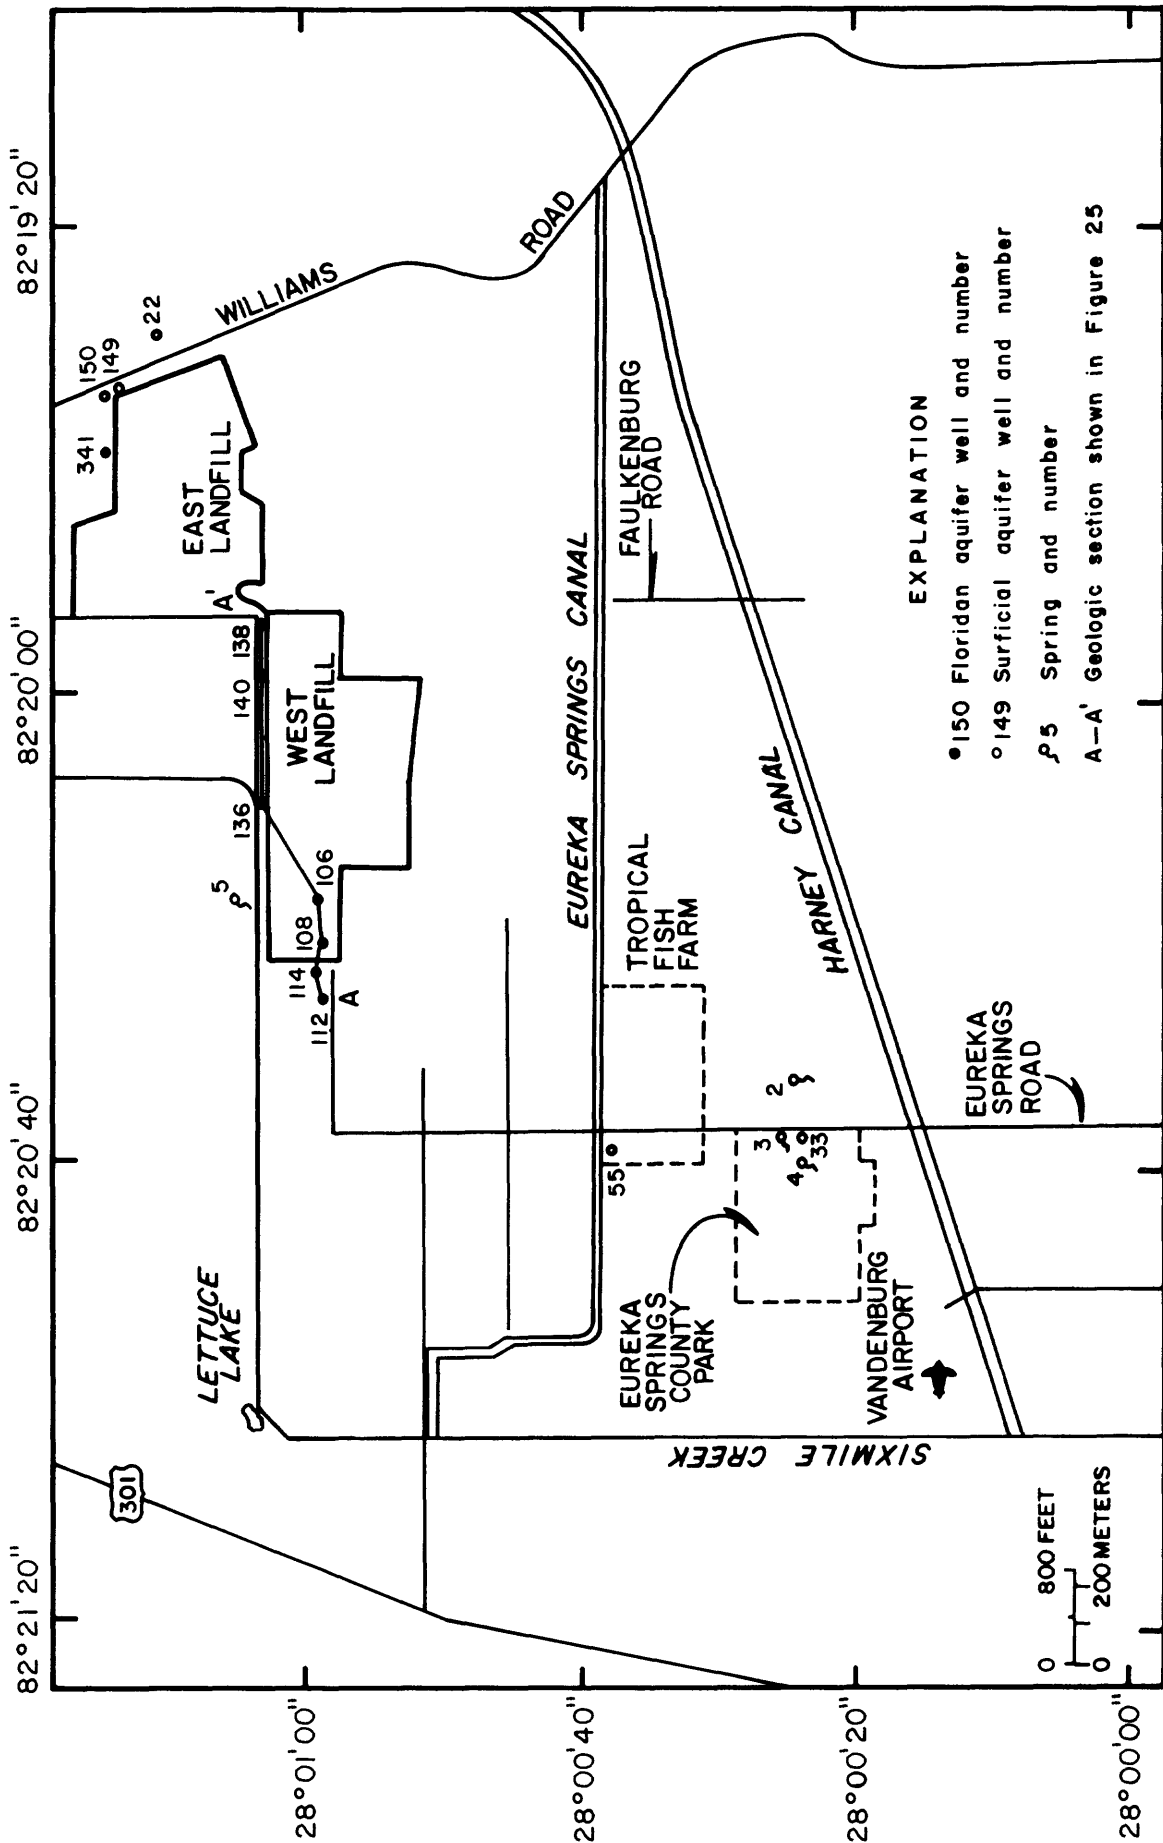 82°21'20"
82°20'40"
82°20'00"
82°19'20"
28°01'00"
28°00'40"
28°00'20"
28°00'00"
301
LETTUCE
LAKE
5
136
140
138
A'
WEST
LANDFILL
EAST
LANDFILL
341
150
149
22
WILLIAMS
ROAD
112
A
114
108
106
EUREKA SPRINGS CANAL
FAULKENBURG
ROAD
TROPICAL
FISH
FARM
55
EUREKA
SPRINGS
COUNTY
PARK
3
4
33
2
HARNEY CANAL
SIXMILE CREEK
VANDENBURG
AIRPORT
EUREKA
SPRINGS
ROAD
0 800 FEET
0 200 METERS
EXPLANATION
150 Floridan aquifer well and number
149 Surficial aquifer well and number
5 Spring and number
A-A' Geologic section shown in Figure 25